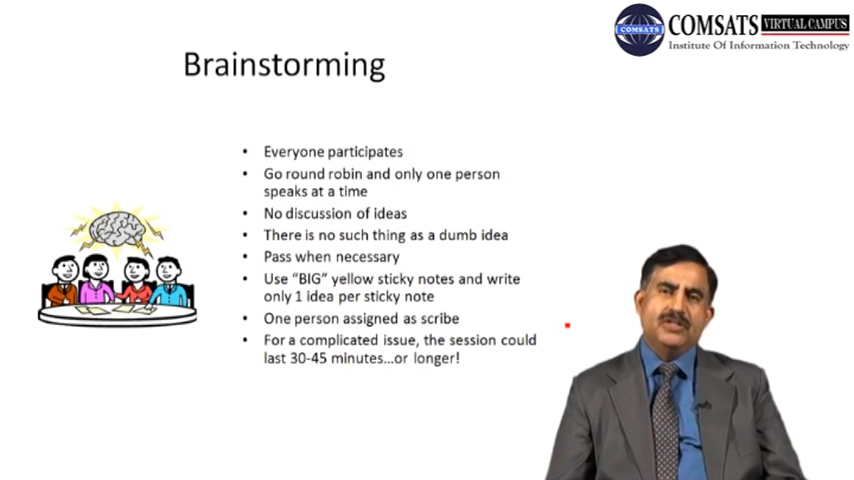 COMSATS
COMSATS VIRTUAL CAMPUS
Institute Of Information Technology
Brainstorming
• Everyone participates
• Go round robin and only one person
speaks at a time
• No discussion of ideas
• There is no such thing as a dumb idea
• Pass when necessary
• Use “BIG” yellow sticky notes and write
only 1 idea per sticky note
• One person assigned as scribe
• For a complicated issue, the session could
last 30-45 minutes...or longer!